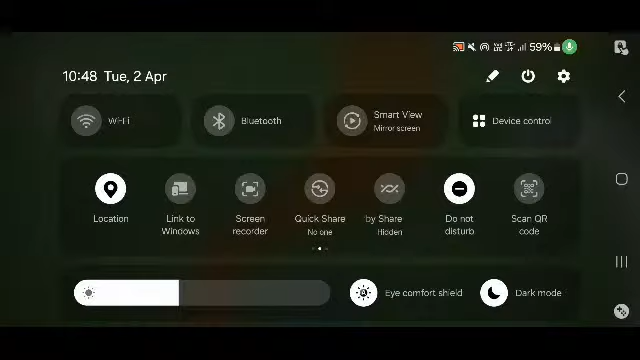 59%
10:48 Tue, 2 Apr
Wi-Fi
Bluetooth
Smart View
Mirror screen
Device control
Location
Link to
Windows
Screen
recorder
Quick Share
No one
by Share
Hidden
Do not
disturb
Scan QR
code
Eye comfort shield
Dark mode